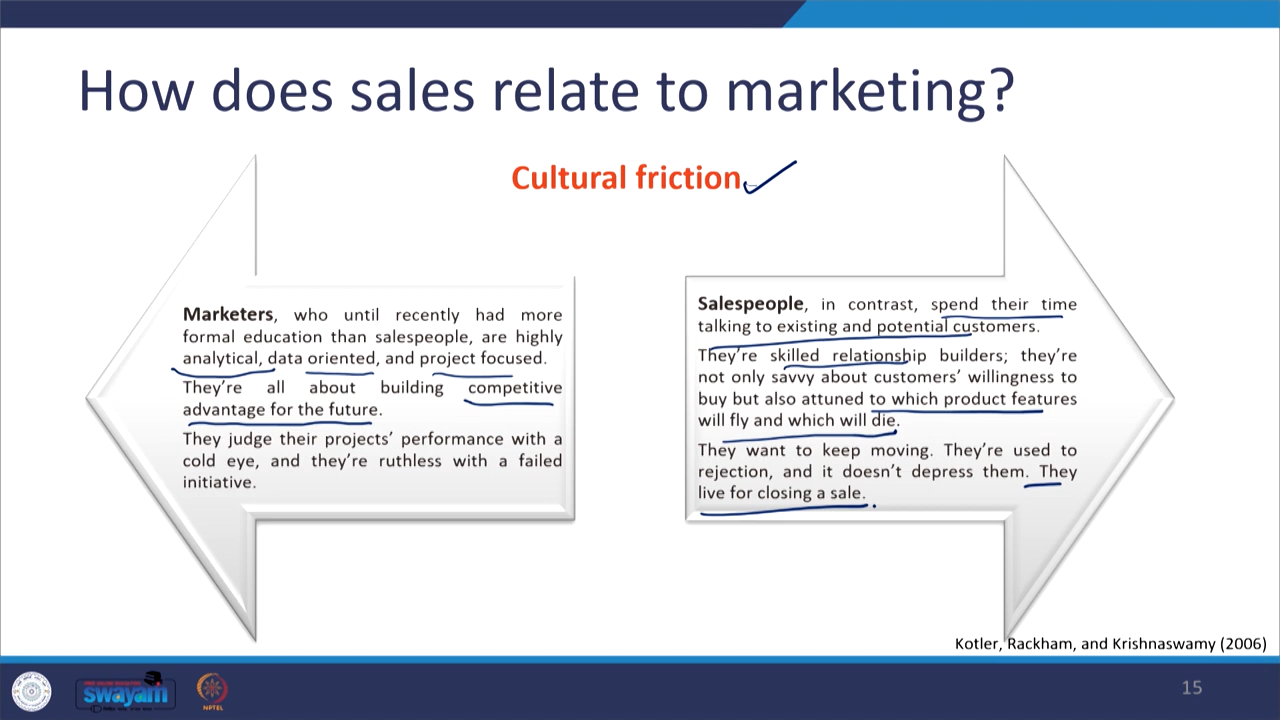 How does sales relate to marketing?
Cultural friction
Marketers, who until recently had more
formal education than salespeople, are highly
analytical, data oriented, and project focused.
They're all about building competitive
advantage for the future.
They judge their projects' performance with a
cold eye, and they're ruthless with a failed
initiative.
Salespeople, in contrast, spend their time
talking to existing and potential customers.
They're skilled relationship builders; they're
not only savvy about customers' willingness to
buy but also attuned to which product features
will fly and which will die.
They want to keep moving. They're used to
rejection, and it doesn't depress them. They
live for closing a sale.
Kotler, Rackham, and Krishnaswamy (2006)
swayam
NPTEL
15